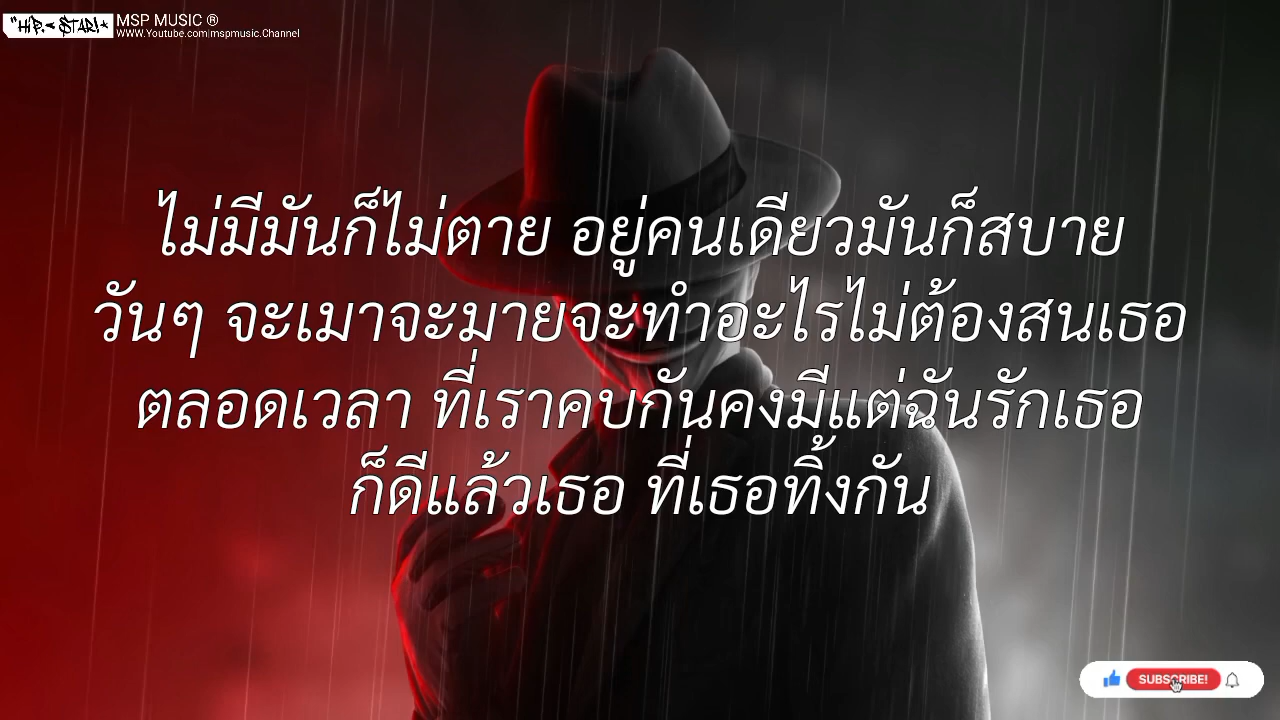 "HIP.< STAR!*
MSP MUSIC ®
WWW.Youtube.com|mspmusic.Channel
ไม่มีมันก็ไม่ตาย อยู่คนเดียวมันก็สบาย
วันๆ จะเมาจะมายจะทำอะไรไม่ต้องสนเธอ
ตลอดเวลา ที่เราคบกันคงมีแต่ฉันรักเธอ
ก็ดีแล้วเธอ ที่เธอทิ้งกัน
SUBSCRIBE!